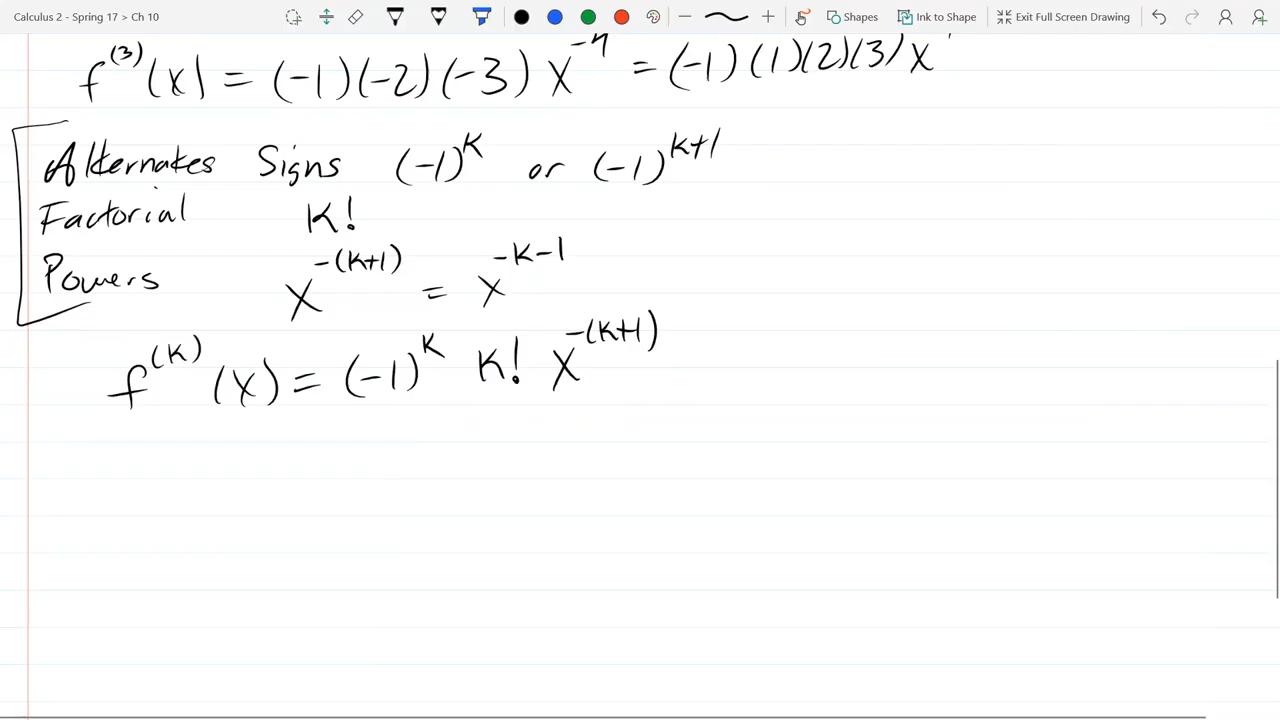 Calculus 2 - Spring 17 > Ch 10 Shapes Ink to Shape Exit Full Screen Drawing
f^(3) (x) = (-1)(-2)(-3) x^-4 = (-1)(1)(2)(3) x
Alternates Signs (-1)^k or (-1)^k+1
Factorial k!
Powers x^-(k+1) = x^-k-1
f^(k) (x) = (-1)^k k! x^-(k+1)